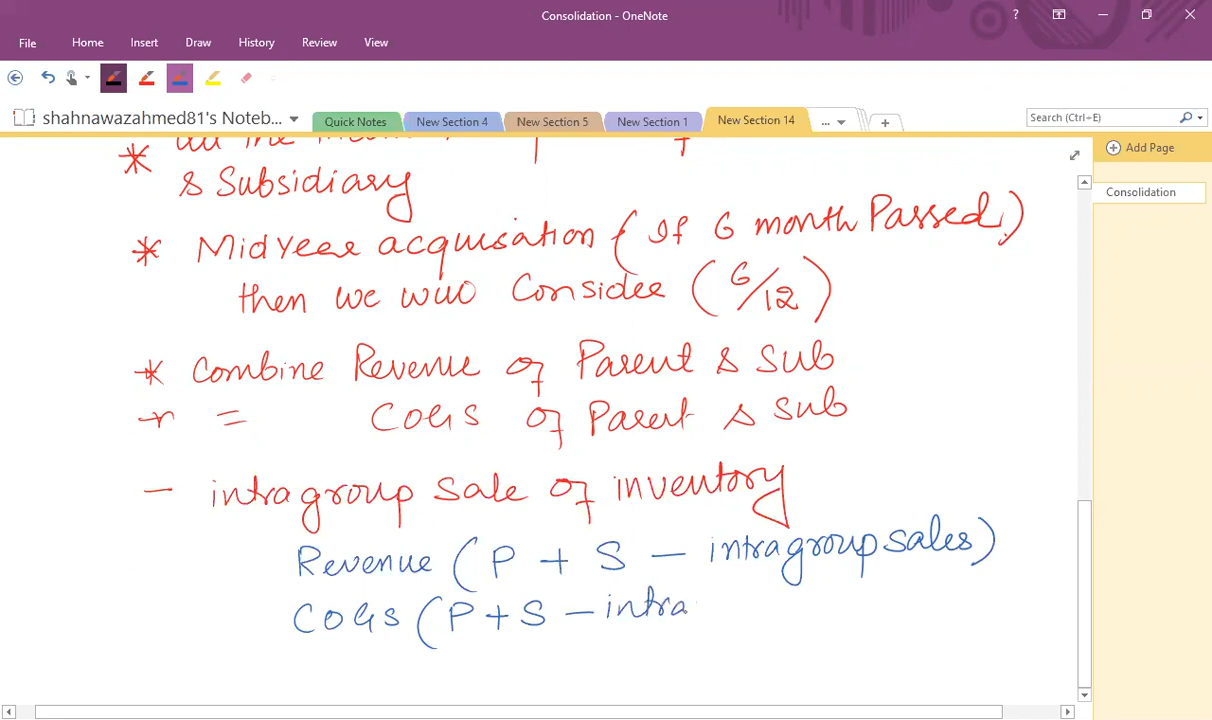 Consolidation - OneNote
?
File Home Insert Draw History Review View
shahnawazahmed81's Noteb... Quick Notes New Section 4 New Section 5 New Section 1 New Section 14 ... + Search (Ctrl+E)
Add Page
Consolidation
* all the
& Subsidiary
* MidYear acquisation (If 6 month Passed)
then we will Consider (6/12)
* Combine Revenue of Parent & Sub
* = COGS of Parent & Sub
- intragroup sale of inventory
Revenue (P + S - intragroup sales)
COGS (P + S - intra